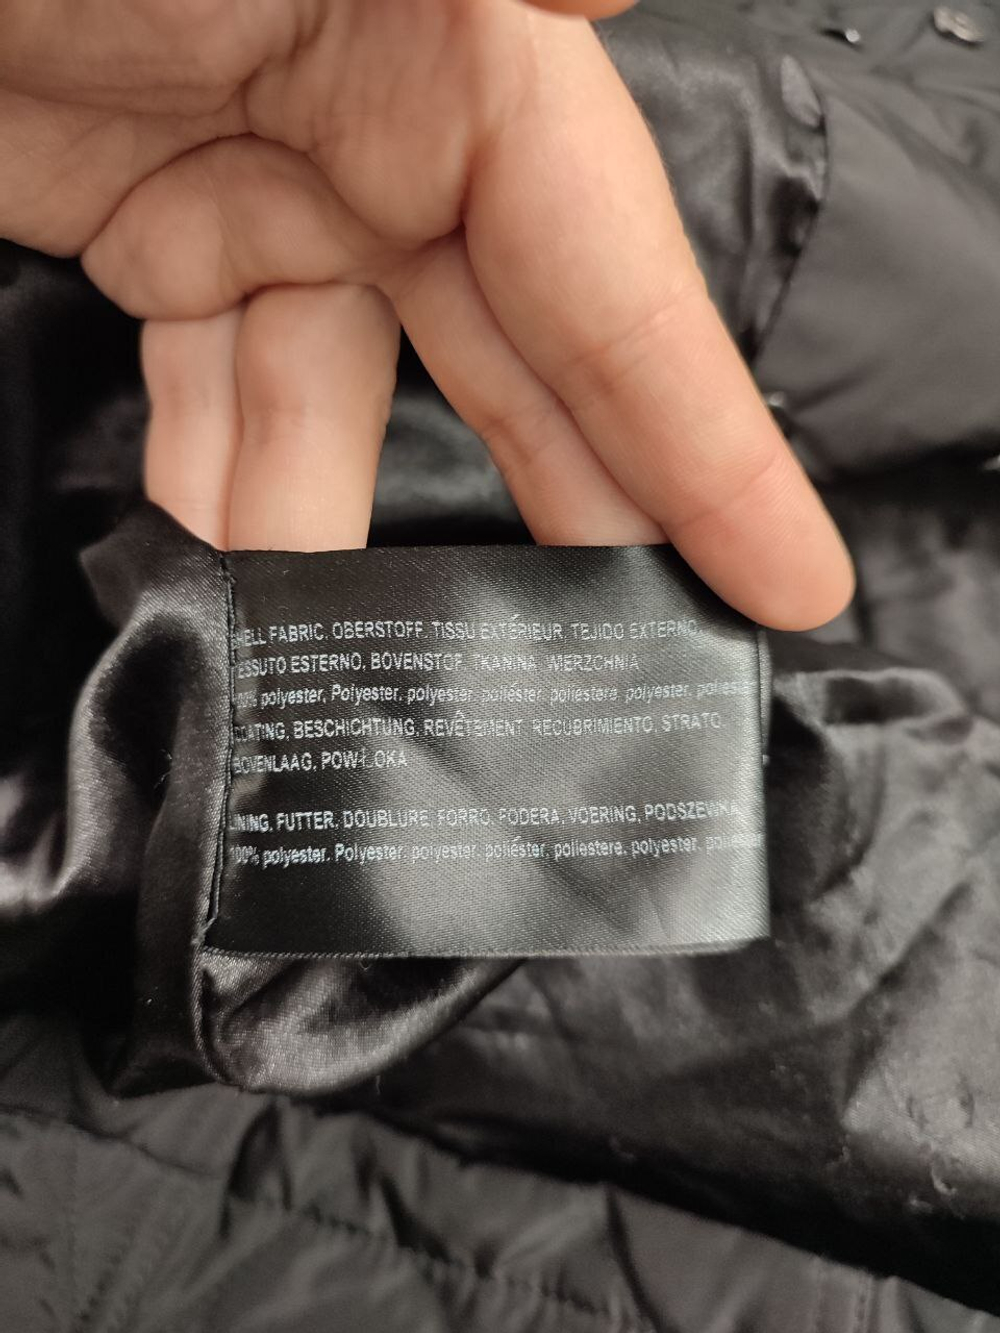 SHELL FABRIC, OBERSTOFF, TISSU EXTÉRIEUR, TEJIDO EXTERNO,
TESSUTO ESTERNO, BOVENSTOF, TKANINA WIERZCHNIA
100% polyester, Polyester, polyester, poliéster, poliestere, polyester,
COATING, BESCHICHTUNG, REVÊTEMENT RECUBRIMIENTO, STRATO,
BOVENLAAG, POWŁOKA
LINING, FUTTER, DOUBLURE, FORRO, FODERA, VOERING, PODSZEWKA
100% polyester, Polyester, polyester, poliéster, poliestere, polyester,